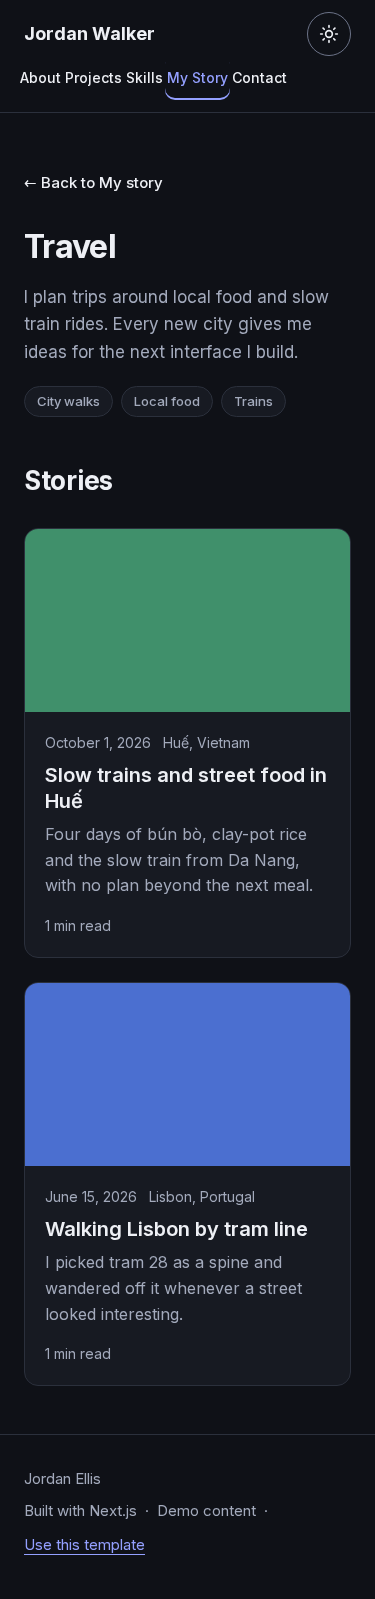 Jordan Walker
About Projects Skills My Story Contact
← Back to My story
Travel
I plan trips around local food and slow
train rides. Every new city gives me
ideas for the next interface I build.
City walks Local food Trains
Stories
October 1, 2026 Huế, Vietnam
Slow trains and street food in
Huế
Four days of bún bò, clay-pot rice
and the slow train from Da Nang,
with no plan beyond the next meal.
1 min read
June 15, 2026 Lisbon, Portugal
Walking Lisbon by tram line
I picked tram 28 as a spine and
wandered off it whenever a street
looked interesting.
1 min read
Jordan Ellis
Built with Next.js · Demo content ·
Use this template